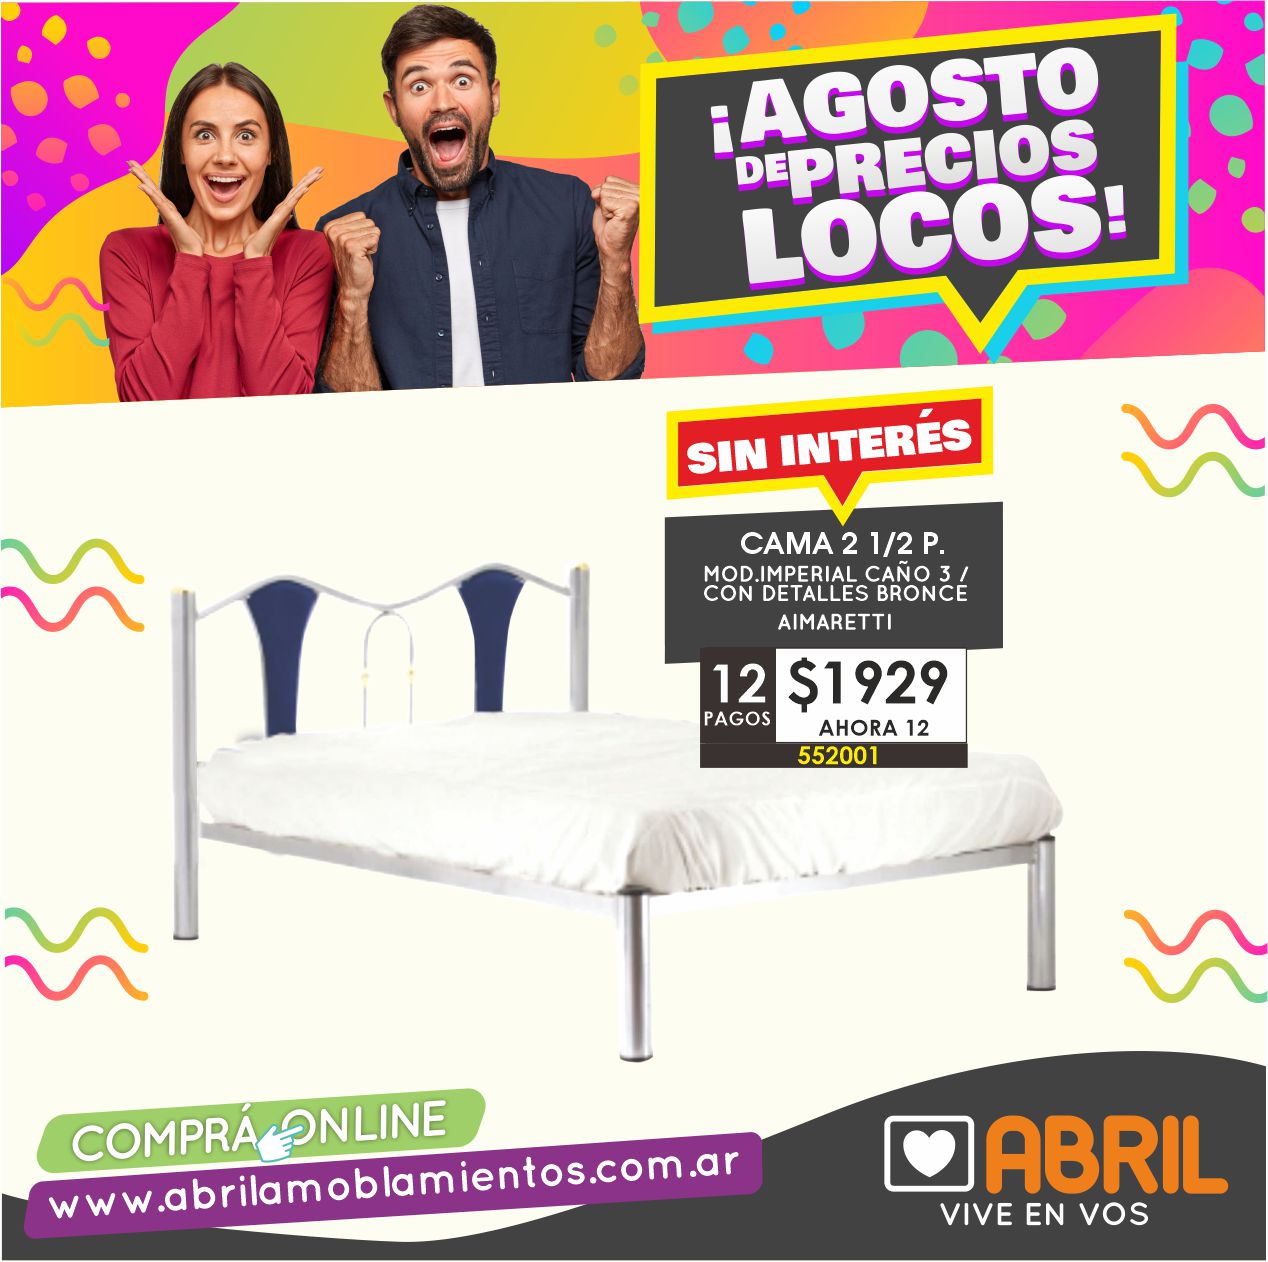 ¡AGOSTO
DE PRECIOS
LOCOS!
SIN INTERÉS
CAMA 2 1/2 P.
MOD.IMPERIAL CAÑO 3 /
CON DETALLES BRONCE
AIMARETTI
12 PAGOS
$1929
AHORA 12
552001
COMPRÁ ONLINE
www.abrilamoblamientos.com.ar
ABRIL
VIVE EN VOS